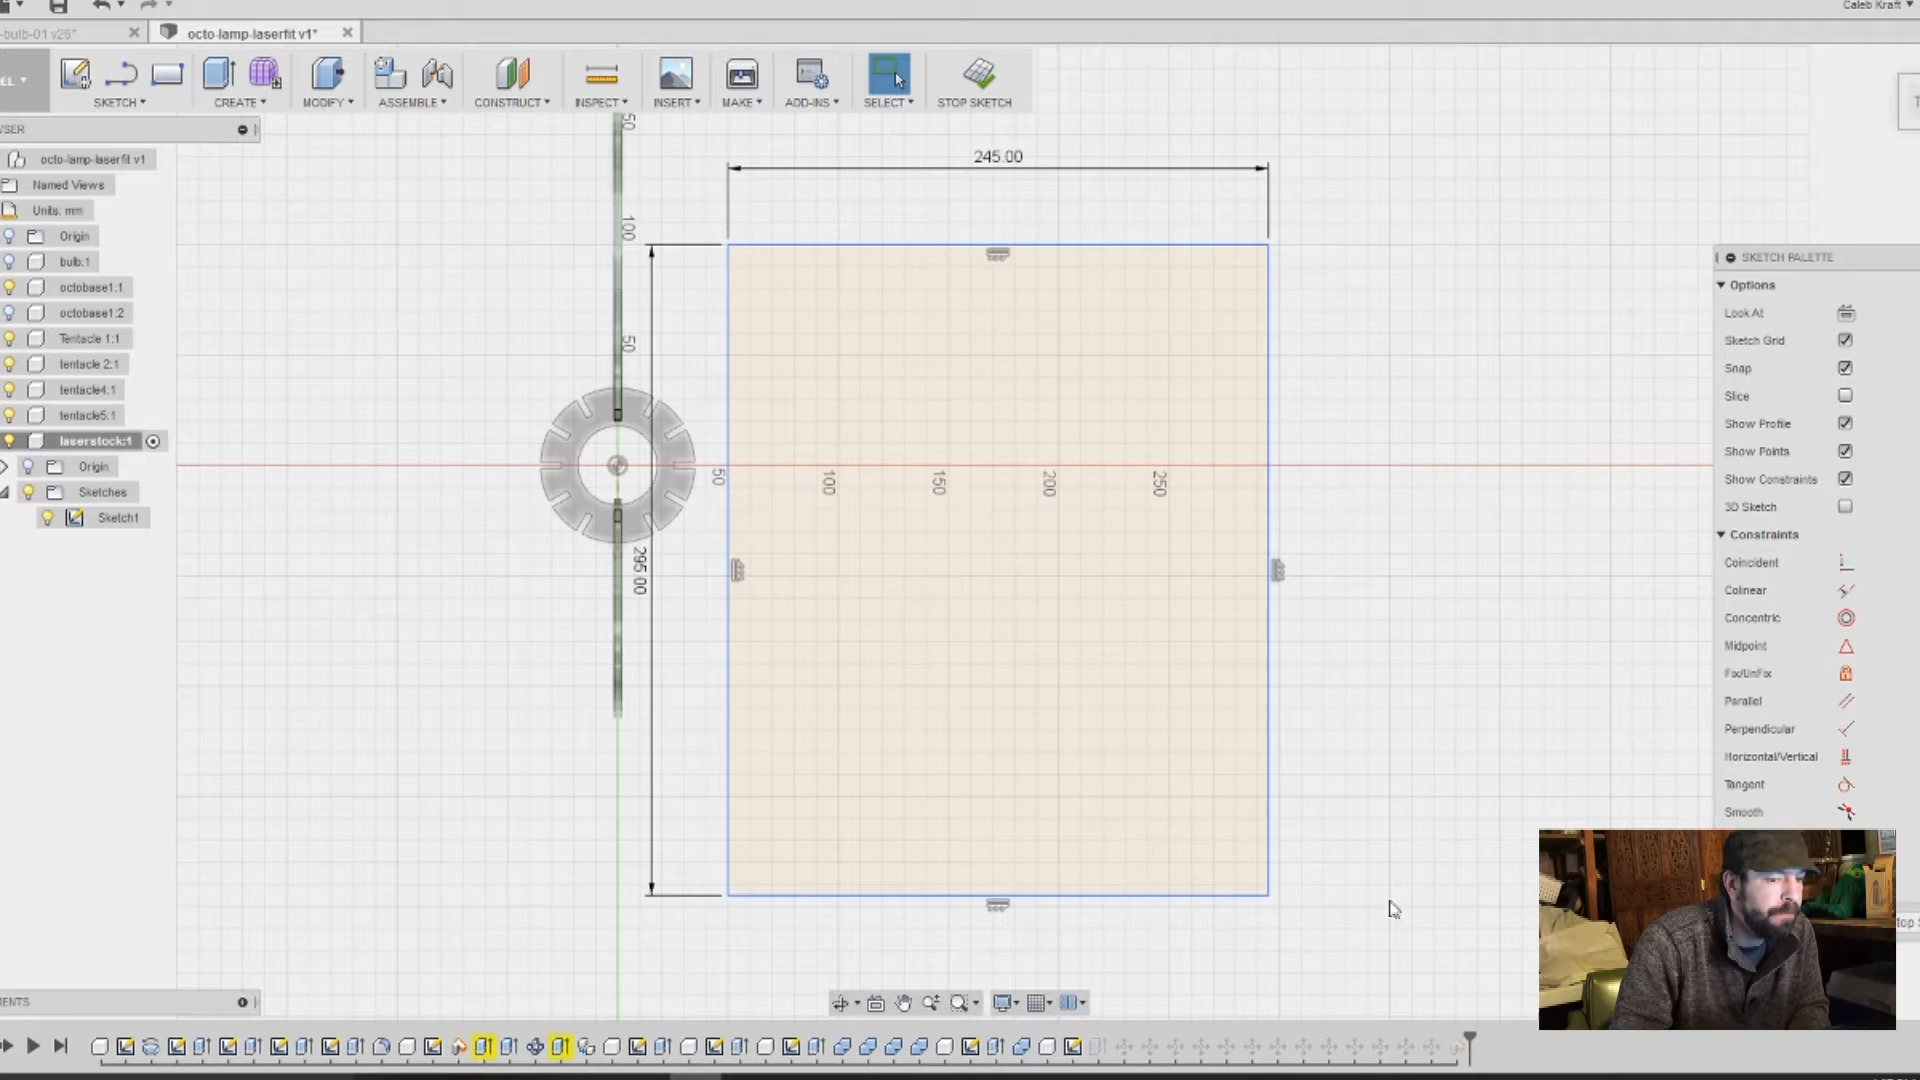 Caleb Kraft
-bulb-01 v26*
octo-lamp-laserfit v1*
SKETCH
CREATE
MODIFY
ASSEMBLE
CONSTRUCT
INSPECT
INSERT
MAKE
ADD-INS
SELECT
STOP SKETCH
WSER
octo-lamp-laserfit v1
Named Views
Units: mm
Origin
bulb:1
octobase1:1
octobase1:2
Tentacle 1:1
tentacle 2:1
tentacle4:1
tentacle5:1
laserstock:1
Origin
Sketches
Sketch1
50
100
50
245.00
295.00
50
100
150
200
250
SKETCH PALETTE
Options
Look At
Sketch Grid
Snap
Slice
Show Profile
Show Points
Show Constraints
3D Sketch
Constraints
Coincident
Colinear
Concentric
Midpoint
Fix/UnFix
Parallel
Perpendicular
Horizontal/Vertical
Tangent
Smooth
top S
ENTS